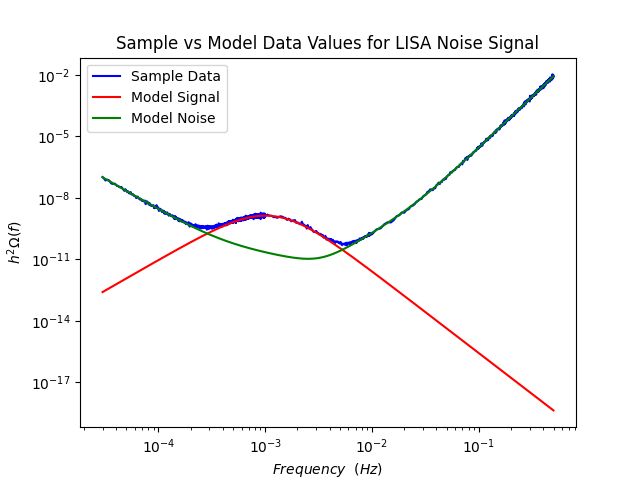 Sample vs Model Data Values for LISA Noise Signal
Sample Data
Model Signal
Model Noise
h²Ω(f)
10⁻²
10⁻⁵
10⁻⁸
10⁻¹¹
10⁻¹⁴
10⁻¹⁷
10⁻⁴ 10⁻³ 10⁻² 10⁻¹
Frequency (Hz)